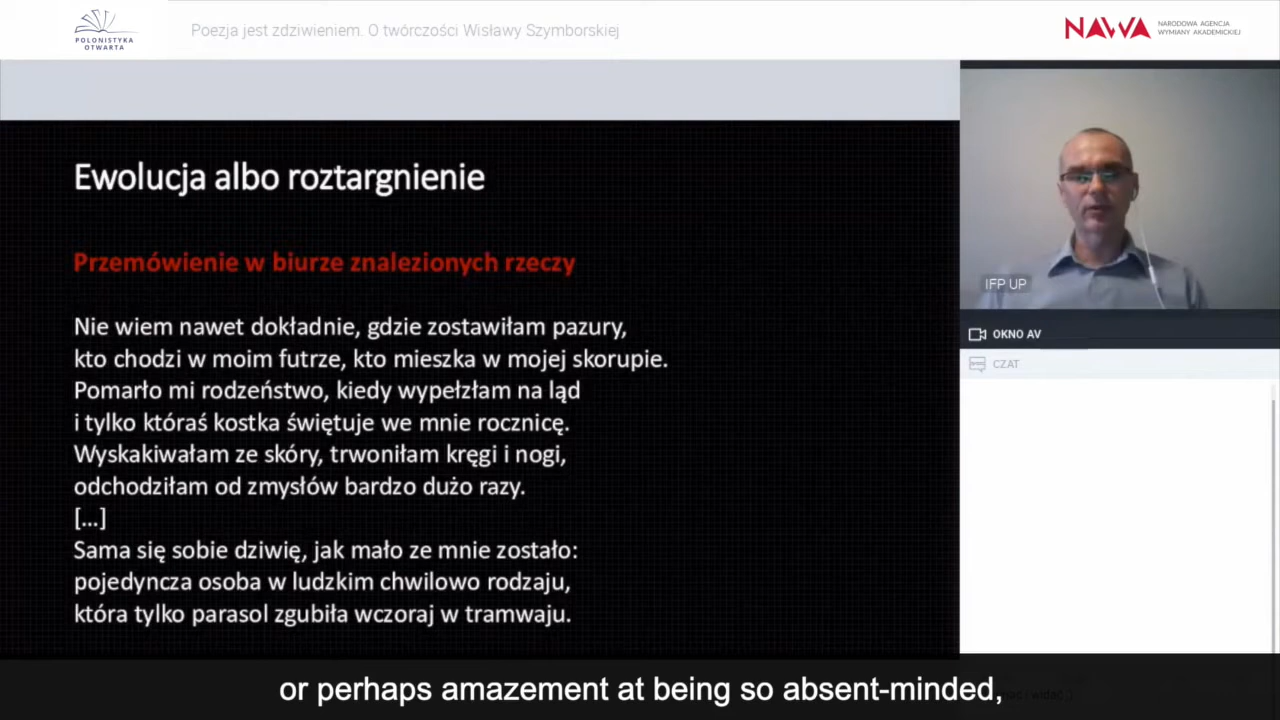 POLONISTYKA
OTWARTA
Poezja jest zdziwieniem. O twórczości Wisławy Szymborskiej
NAWA
NARODOWA AGENCJA
WYMIANY AKADEMICKIEJ
Ewolucja albo roztargnienie
Przemówienie w biurze znalezionych rzeczy
Nie wiem nawet dokładnie, gdzie zostawiłam pazury,
kto chodzi w moim futrze, kto mieszka w mojej skorupie.
Pomarło mi rodzeństwo, kiedy wypełzłam na ląd
i tylko któraś kostka świętuje we mnie rocznicę.
Wyskakiwałam ze skóry, trwoniłam kręgi i nogi,
odchodziłam od zmysłów bardzo dużo razy.
[...]
Sama się sobie dziwię, jak mało ze mnie zostało:
pojedyncza osoba w ludzkim chwilowo rodzaju,
która tylko parasol zgubiła wczoraj w tramwaju.
IFP UP
OKNO AV
CZAT
or perhaps amazement at being so absent-minded,